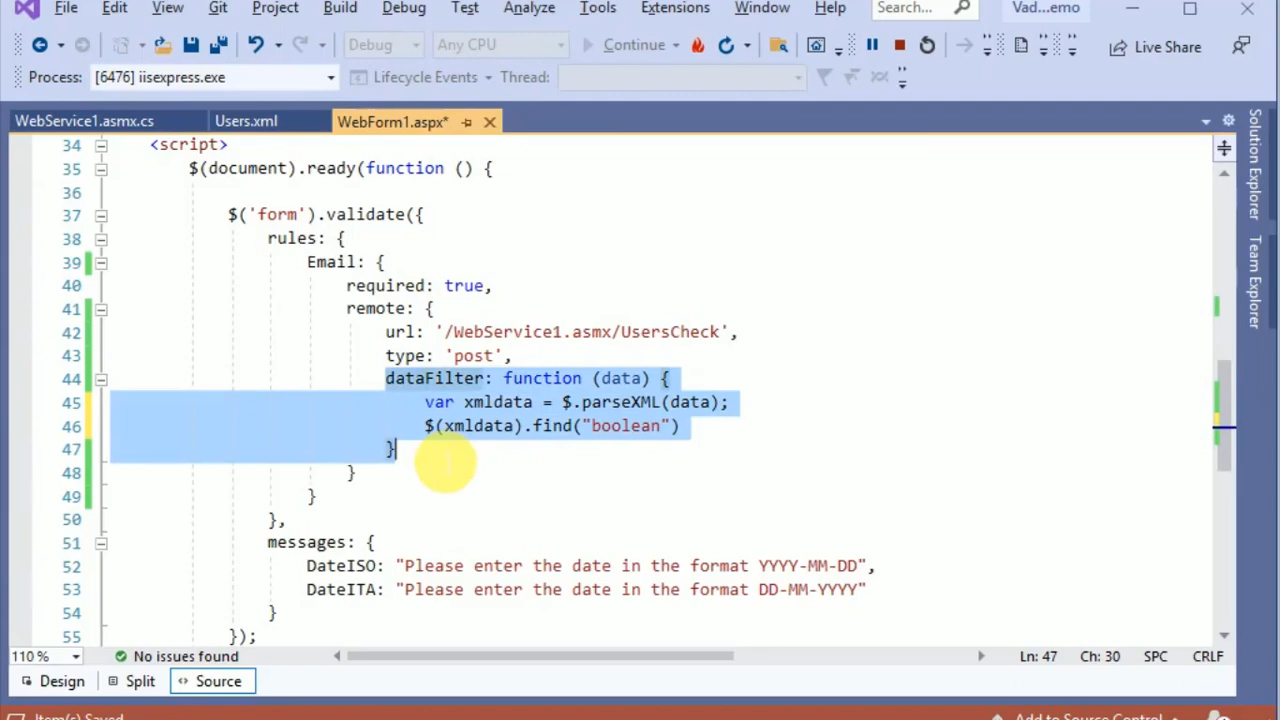 File Edit View Git Project Build Debug Test Analyze Tools Extensions Window Help Search... Vad...emo
Debug Any CPU Continue Live Share
Process: [6476] iisexpress.exe Lifecycle Events Thread:
WebService1.asmx.cs Users.xml WebForm1.aspx*
34 <script>
35 $(document).ready(function () {
36
37 $('form').validate({
38 rules: {
39 Email: {
40 required: true,
41 remote: {
42 url: '/WebService1.asmx/UsersCheck',
43 type: 'post',
44 dataFilter: function (data) {
45 var xmldata = $.parseXML(data);
46 $(xmldata).find("boolean")
47 }
48 }
49 }
50 },
51 messages: {
52 DateISO: "Please enter the date in the format YYYY-MM-DD",
53 DateITA: "Please enter the date in the format DD-MM-YYYY"
54 }
55 });
Solution Explorer
Team Explorer
110 % No issues found Ln: 47 Ch: 30 SPC CRLF
Design Split Source
Item(s) Saved Add to Source Control